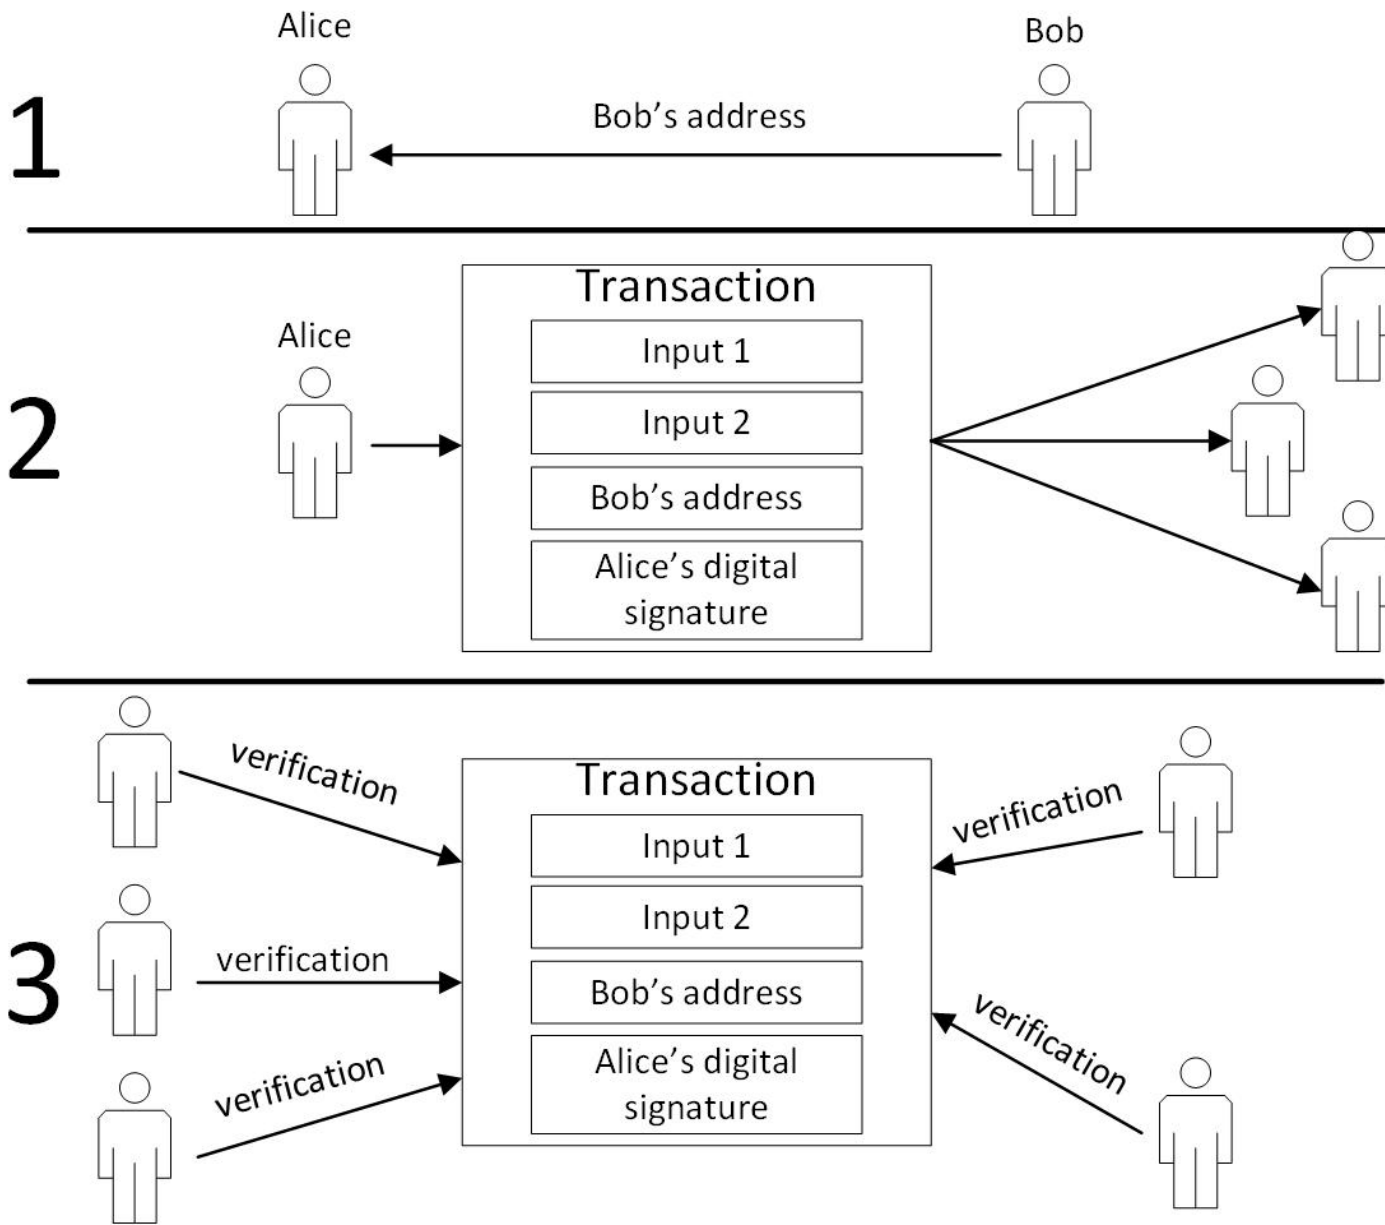 Alice
Bob
1
Bob's address
Transaction
Input 1
Alice
Input 2
2
Bob's address
Alice's digital
signature
verification
Transaction
verification
Input 1
Input 2
3
verification
Bob's address
verification
verification
Alice's digital
signature